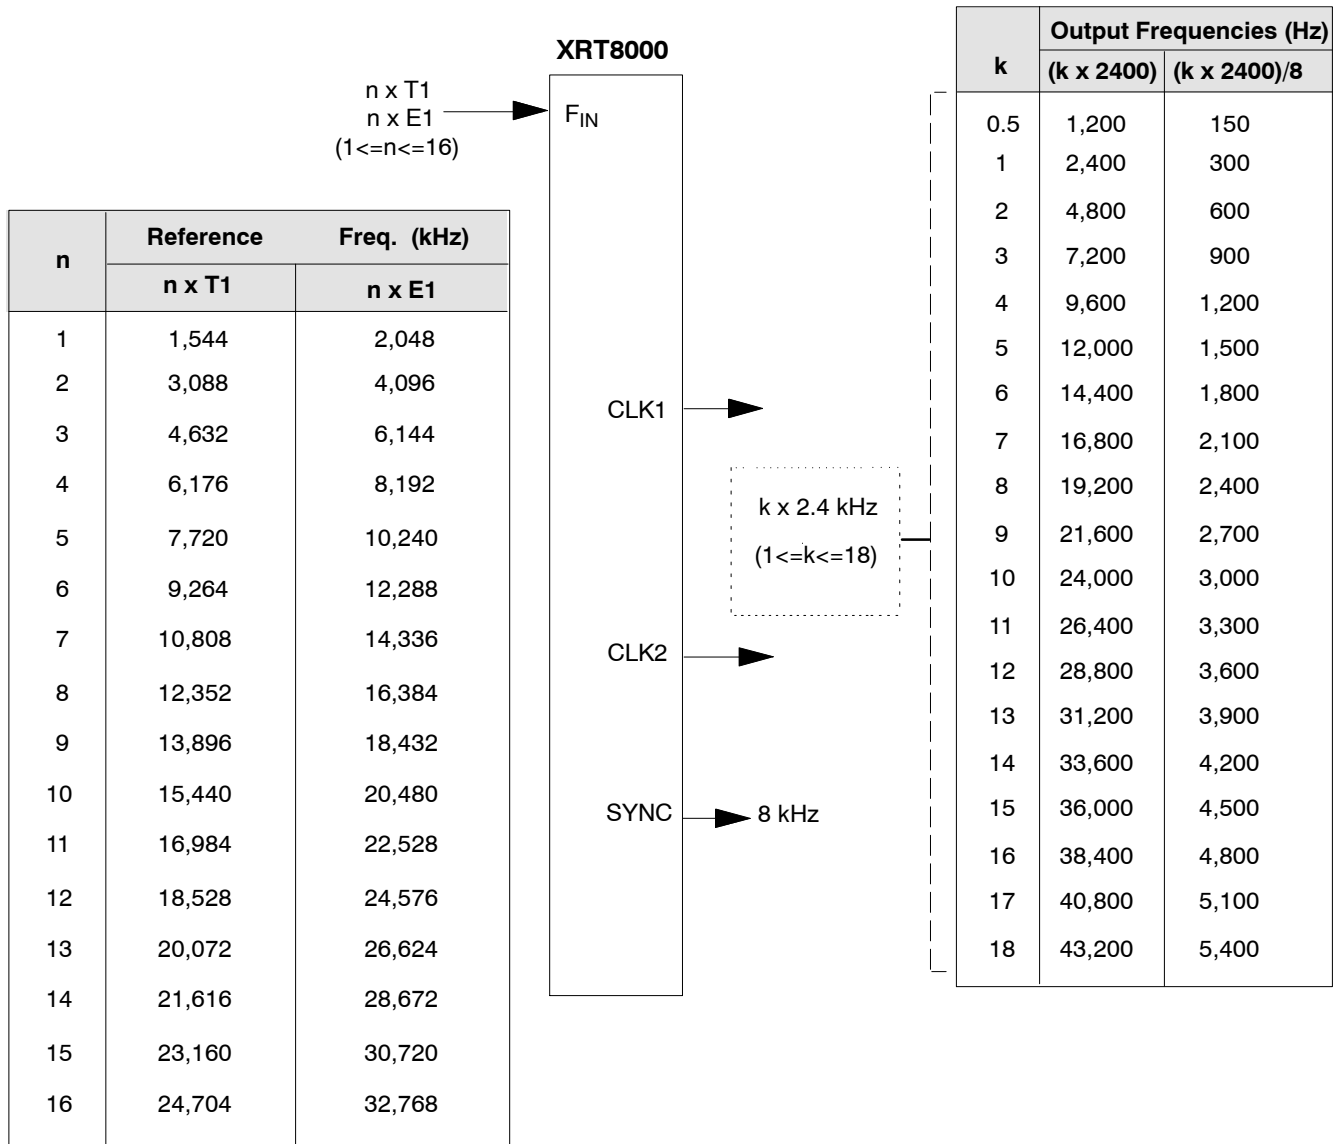 XRT8000
n x T1
n x E1
(1<=n<=16)
FIN
n Reference Freq. (kHz)
n x T1 n x E1
1 1,544 2,048
2 3,088 4,096
3 4,632 6,144
4 6,176 8,192
5 7,720 10,240
6 9,264 12,288
7 10,808 14,336
8 12,352 16,384
9 13,896 18,432
10 15,440 20,480
11 16,984 22,528
12 18,528 24,576
13 20,072 26,624
14 21,616 28,672
15 23,160 30,720
16 24,704 32,768
CLK1
k x 2.4 kHz
(1<=k<=18)
CLK2
SYNC 8 kHz
k Output Frequencies (Hz)
(k x 2400) (k x 2400)/8
0.5 1,200 150
1 2,400 300
2 4,800 600
3 7,200 900
4 9,600 1,200
5 12,000 1,500
6 14,400 1,800
7 16,800 2,100
8 19,200 2,400
9 21,600 2,700
10 24,000 3,000
11 26,400 3,300
12 28,800 3,600
13 31,200 3,900
14 33,600 4,200
15 36,000 4,500
16 38,400 4,800
17 40,800 5,100
18 43,200 5,400